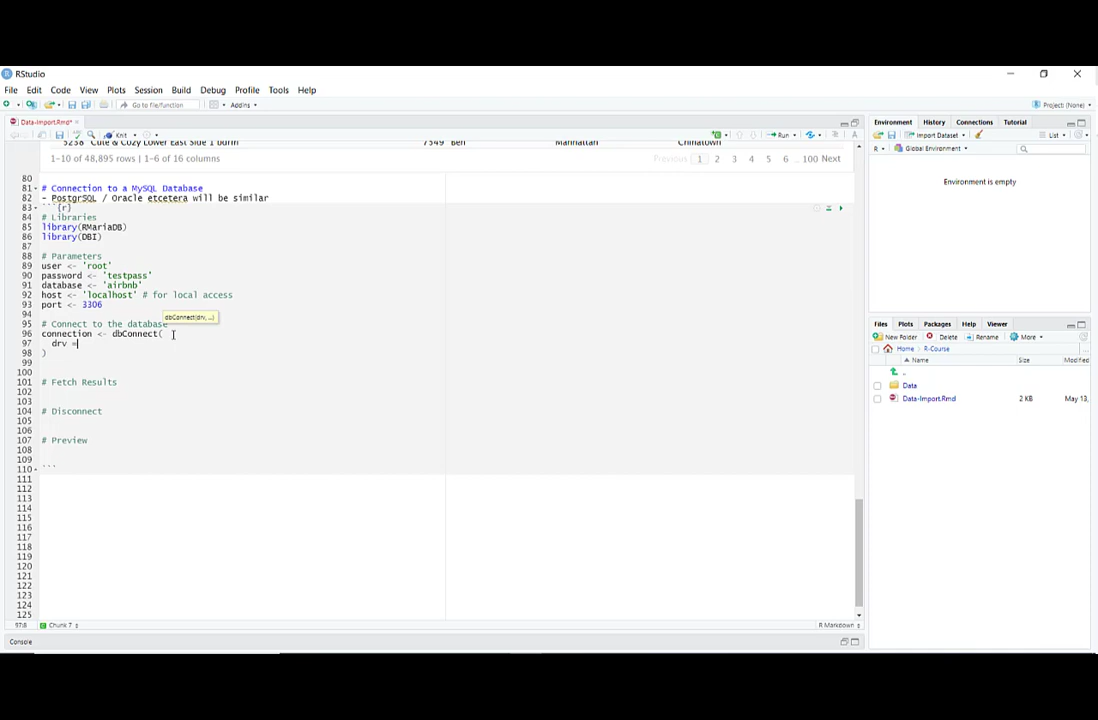 RStudio
File Edit Code View Plots Session Build Debug Profile Tools Help
Go to file/function Addins
Project: (None)
Data-Import.Rmd*
Knit Run
5238 Cute & Cozy Lower East Side 1 bdrm 7549 Ben Manhattan Chinatown
1-10 of 48,895 rows | 1-6 of 16 columns Previous 1 2 3 4 5 6 .. 100 Next
80
81 # Connection to a MySQL Database
82 - PostgrSQL / Oracle etcetera will be similar
83 ```{r}
84 # Libraries
85 library(RMariaDB)
86 library(DBI)
87
88 # Parameters
89 user <- 'root'
90 password <- 'testpass'
91 database <- 'airbnb'
92 host <- 'localhost' # for local access
93 port <- 3306
94 dbConnect(drv, ...)
95 # Connect to the database
96 connection <- dbConnect(
97 drv =
98 )
99
100
101 # Fetch Results
102
103
104 # Disconnect
105
106
107 # Preview
108
109
110 ```
111
112
113
114
115
116
117
118
119
120
121
122
123
124
125
97:8 Chunk 7 R Markdown
Console
Environment History Connections Tutorial
Import Dataset List
R Global Environment
Environment is empty
Files Plots Packages Help Viewer
New Folder Delete Rename More
Home R-Course
Name Size Modified
..
Data
Data-Import.Rmd 2 KB May 13,